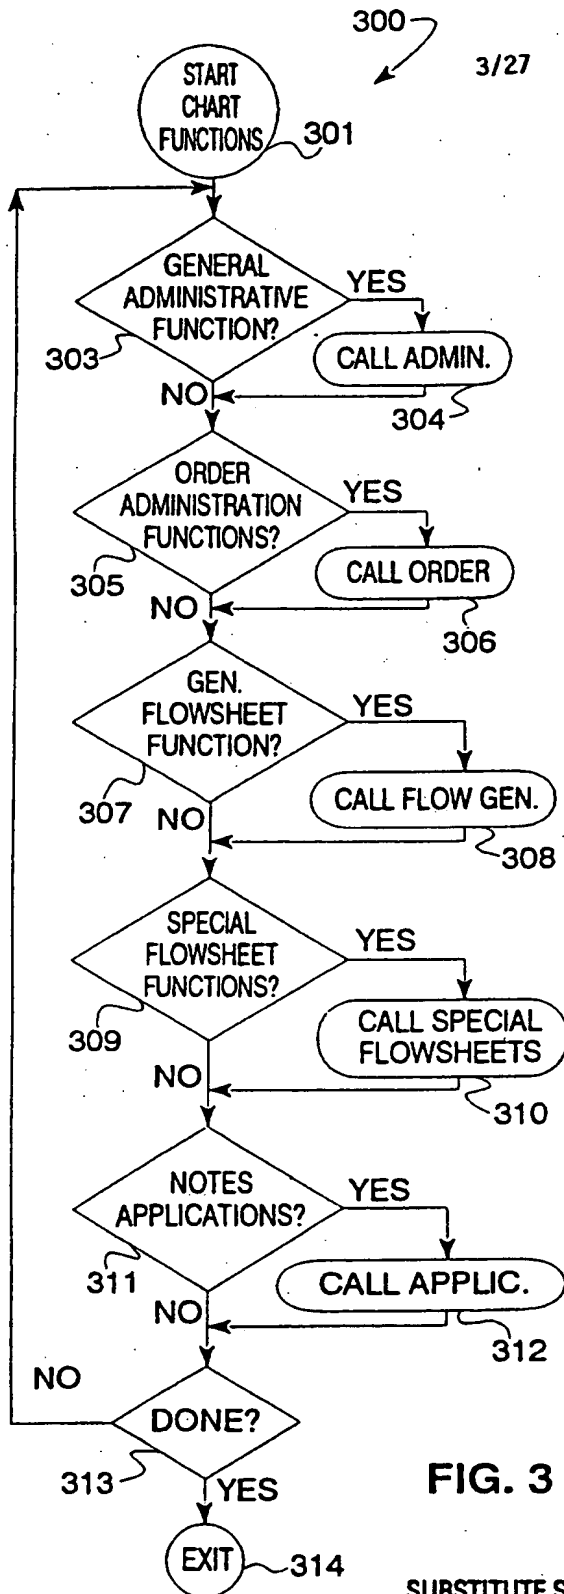 300
3/27
START
CHART
FUNCTIONS
301
GENERAL
ADMINISTRATIVE
FUNCTION?
YES
303
CALL ADMIN.
NO
304
ORDER
ADMINISTRATION
FUNCTIONS?
YES
305
CALL ORDER
NO
306
GEN.
FLOWSHEET
FUNCTION?
YES
307
CALL FLOW GEN.
NO
308
SPECIAL
FLOWSHEET
FUNCTIONS?
YES
309
CALL SPECIAL
FLOWSHEETS
NO
310
NOTES
APPLICATIONS?
YES
311
CALL APPLIC.
NO
312
NO
DONE?
313
YES
FIG. 3
EXIT
314
SUBSTITUTE S